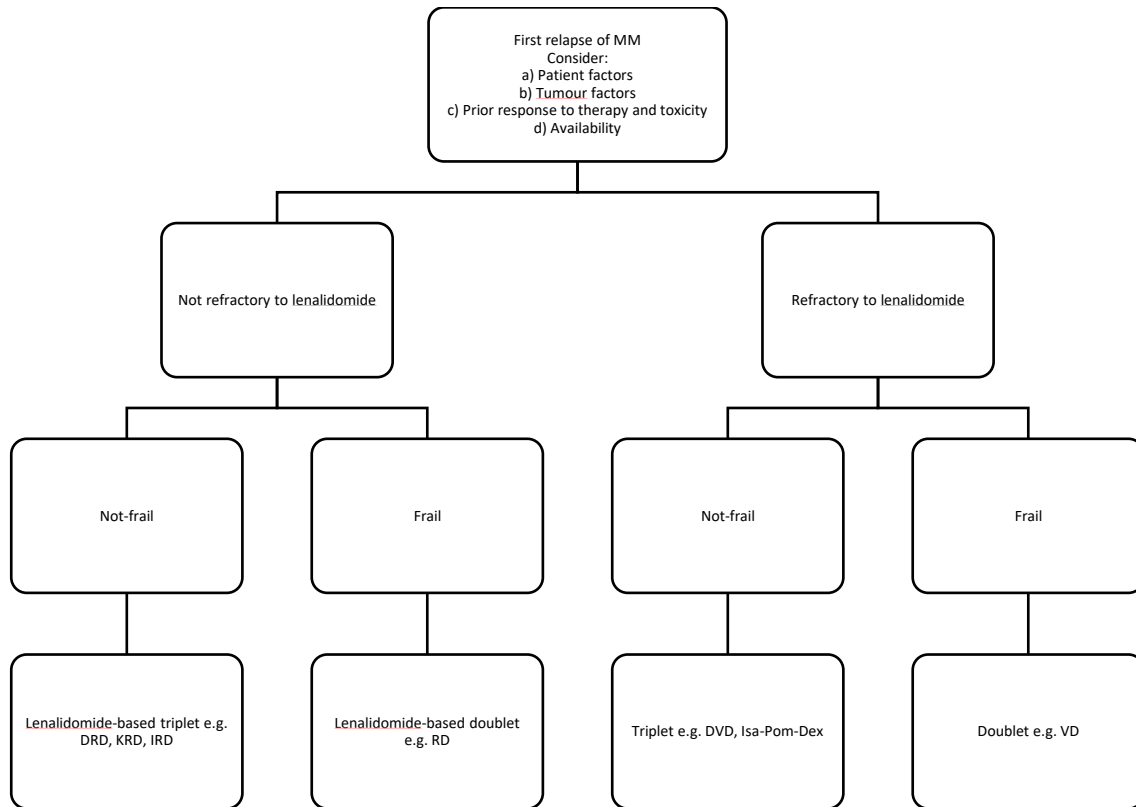 First relapse of MM
Consider:
a) Patient factors
b) Tumour factors
c) Prior response to therapy and toxicity
d) Availability
Not refractory to lenalidomide
Refractory to lenalidomide
Not-frail
Frail
Not-frail
Frail
Lenalidomide-based triplet e.g.
DRD, KRD, IRD
Lenalidomide-based doublet
e.g. RD
Triplet e.g. DVD, Isa-Pom-Dex
Doublet e.g. VD